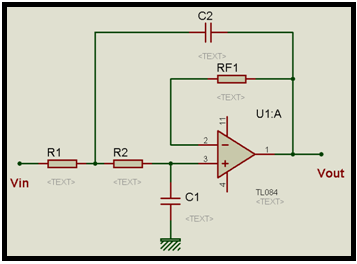 C2
<TEXT>
RF1
<TEXT>
U1:A
11
2
3
1
4
TL084
<TEXT>
R1
<TEXT>
R2
<TEXT>
C1
<TEXT>
Vin
Vout